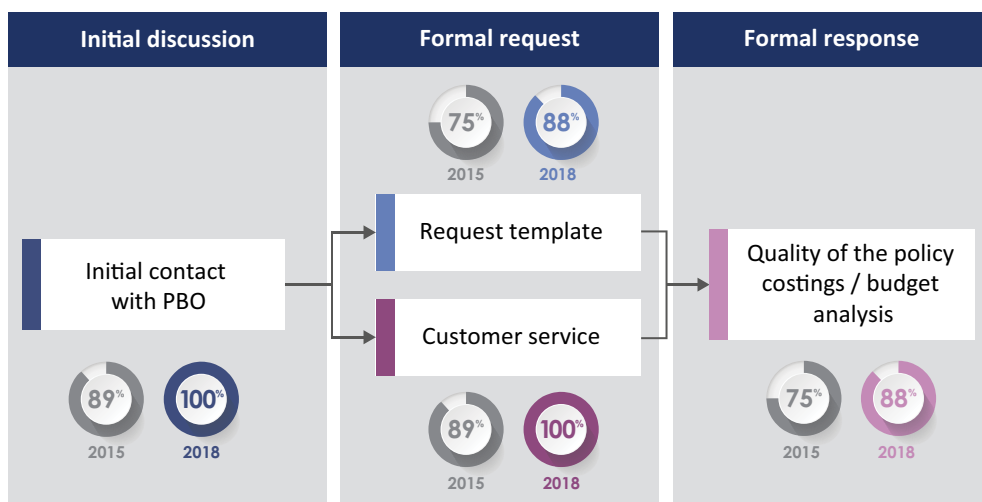 Initial discussion
Formal request
Formal response
75%
88%
2015
2018
Request template
Initial contact
with PBO
Quality of the policy
costings / budget
analysis
Customer service
89%
100%
2015
2018
89%
100%
2015
2018
75%
88%
2015
2018